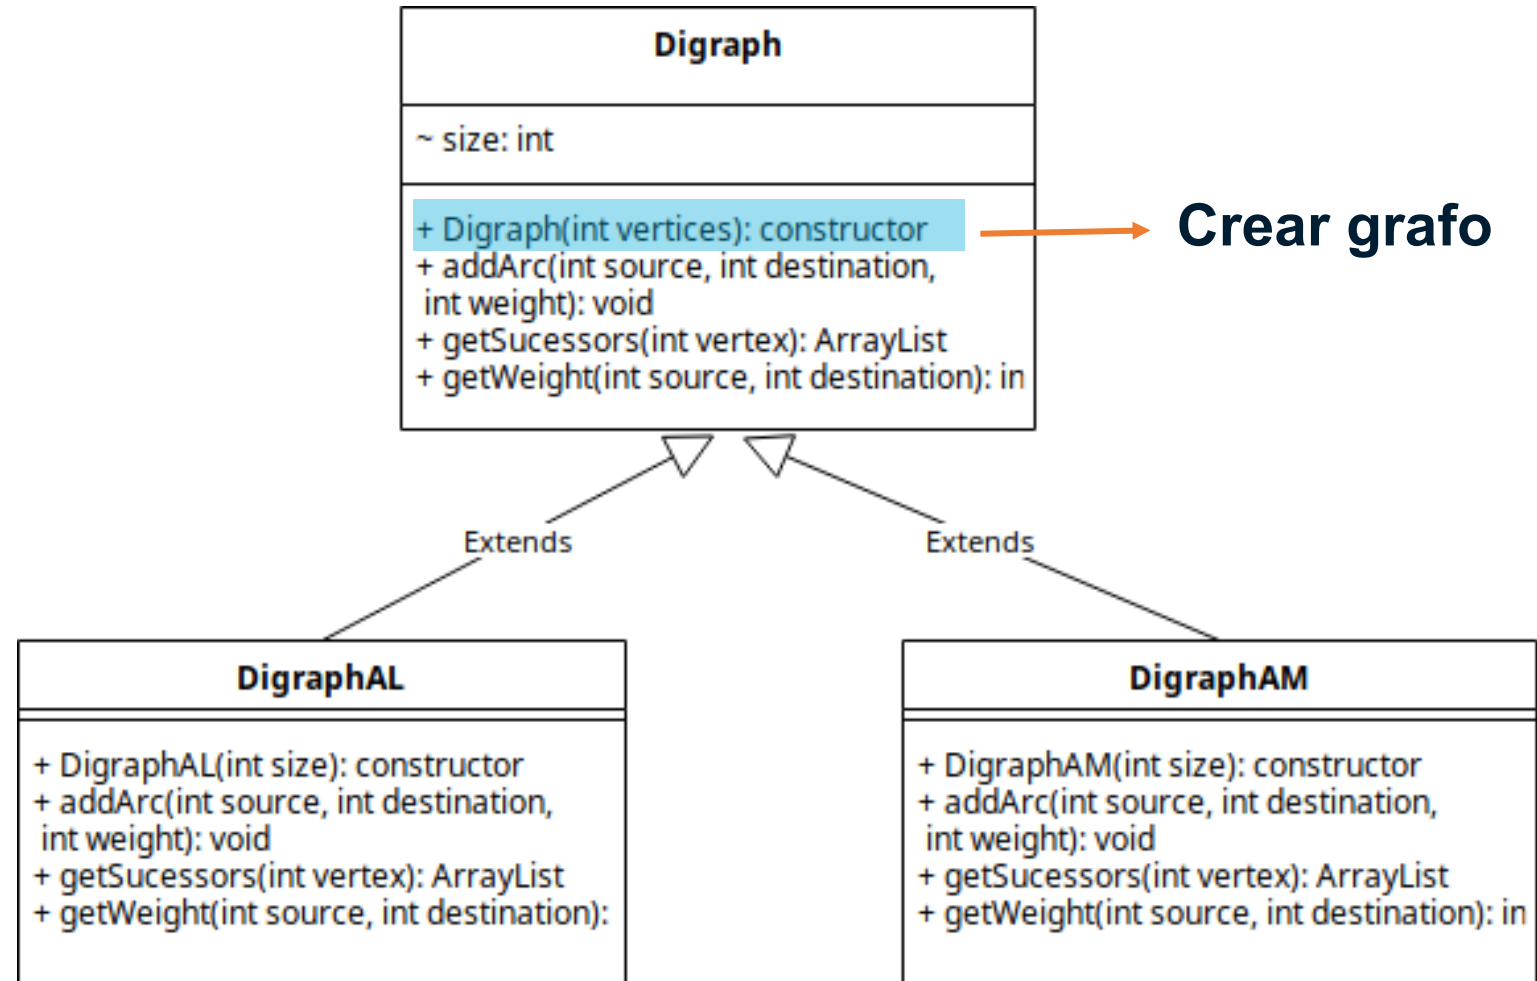 Digraph
~ size: int
+ Digraph(int vertices): constructor
Crear grafo
+ addArc(int source, int destination,
int weight): void
+ getSucessors(int vertex): ArrayList
+ getWeight(int source, int destination): in
Extends
Extends
DigraphAL
+ DigraphAL(int size): constructor
+ addArc(int source, int destination,
int weight): void
+ getSucessors(int vertex): ArrayList
+ getWeight(int source, int destination):
DigraphAM
+ DigraphAM(int size): constructor
+ addArc(int source, int destination,
int weight): void
+ getSucessors(int vertex): ArrayList
+ getWeight(int source, int destination): in